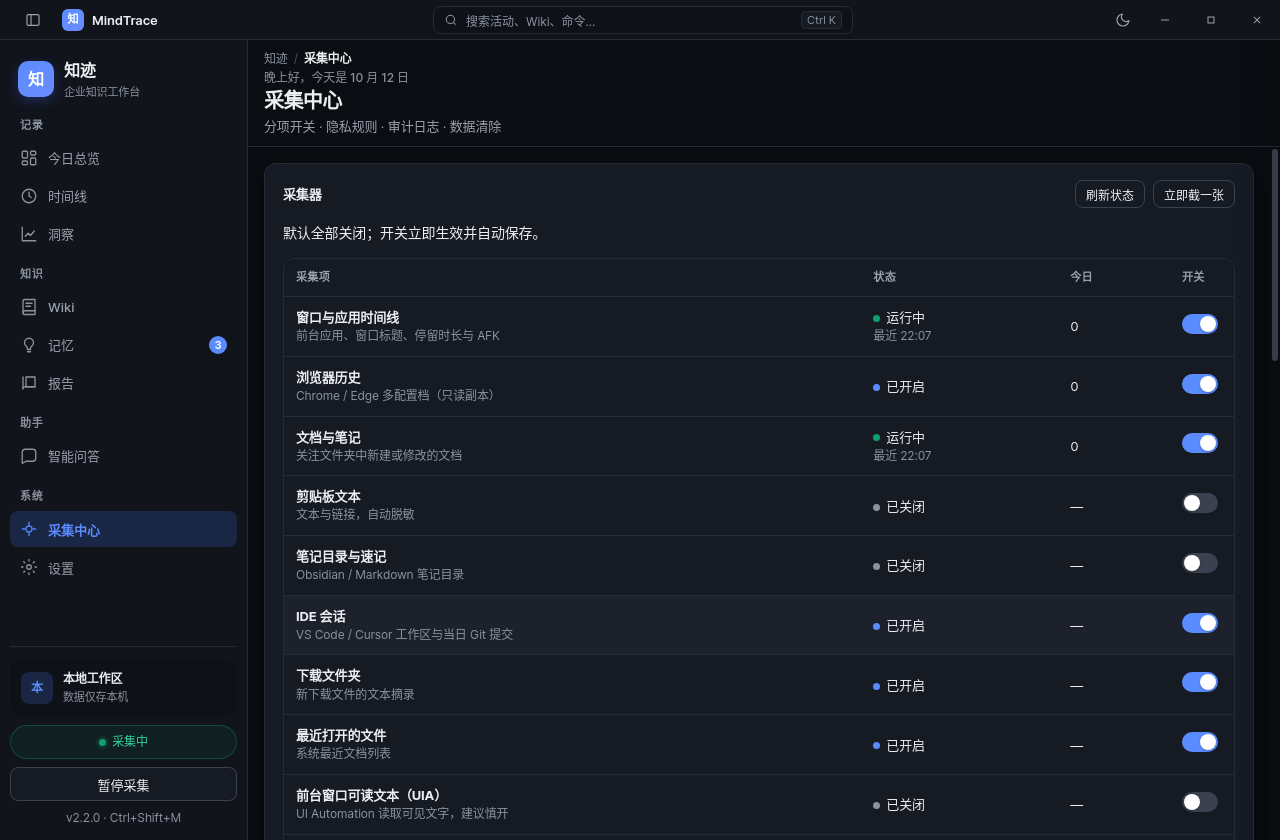 知 MindTrace
搜索活动、Wiki、命令...
Ctrl K
知
知迹
企业知识工作台
记录
今日总览
时间线
洞察
知识
Wiki
记忆
3
报告
助手
智能问答
系统
采集中心
设置
本
本地工作区
数据仅存本机
采集中
暂停采集
v2.2.0 · Ctrl+Shift+M
知迹 / 采集中心
晚上好，今天是 10 月 12 日
采集中心
分项开关 · 隐私规则 · 审计日志 · 数据清除
采集器
刷新状态
立即截一张
默认全部关闭；开关立即生效并自动保存。
采集项 状态 今日 开关
窗口与应用时间线
前台应用、窗口标题、停留时长与 AFK
运行中
最近 22:07
0
浏览器历史
Chrome / Edge 多配置档（只读副本）
已开启
0
文档与笔记
关注文件夹中新建或修改的文档
运行中
最近 22:07
0
剪贴板文本
文本与链接，自动脱敏
已关闭
—
笔记目录与速记
Obsidian / Markdown 笔记目录
已关闭
—
IDE 会话
VS Code / Cursor 工作区与当日 Git 提交
已开启
—
下载文件夹
新下载文件的文本摘录
已开启
—
最近打开的文件
系统最近文档列表
已开启
—
前台窗口可读文本（UIA）
UI Automation 读取可见文字，建议慎开
已关闭
—